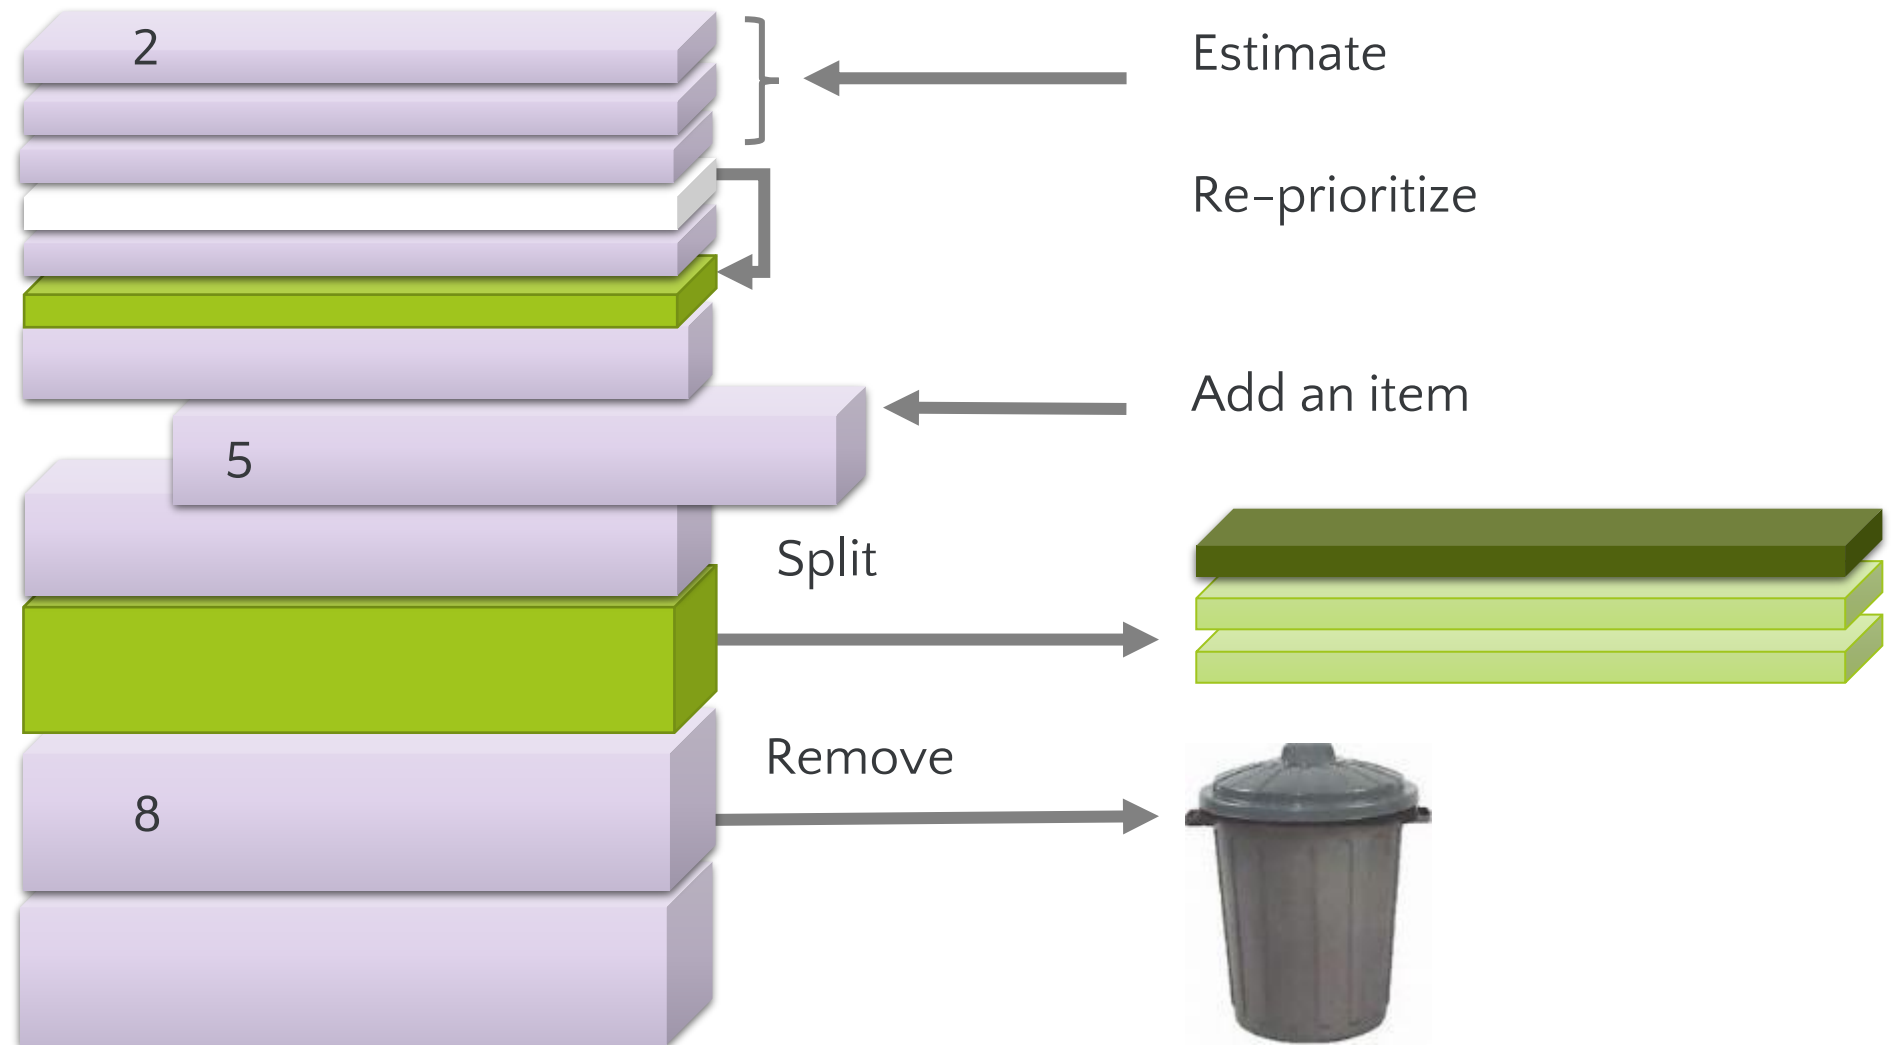 2
Estimate
Re-prioritize
Add an item
5
Split
Remove
8